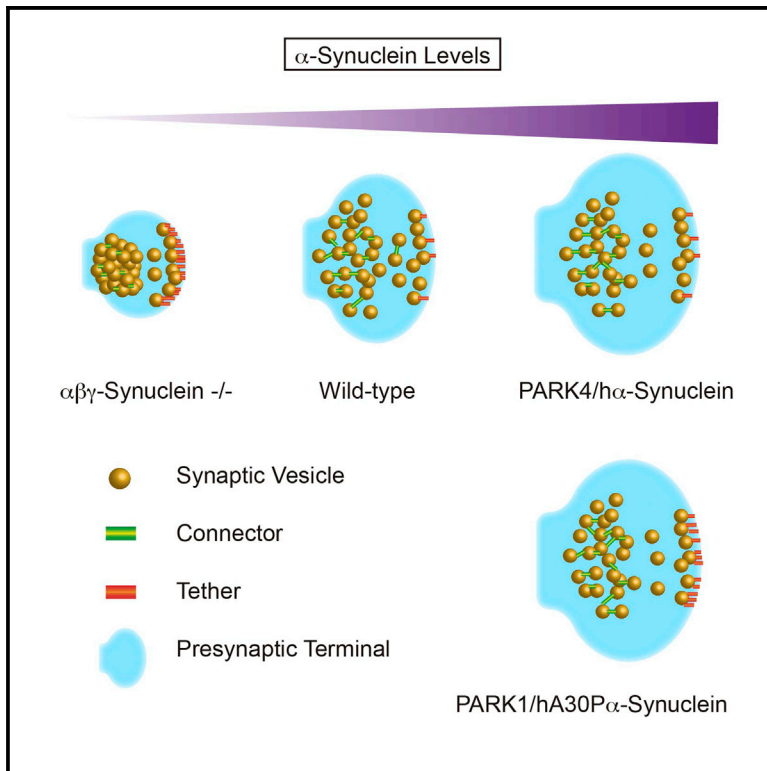 α-Synuclein Levels
αβγ-Synuclein -/-
Wild-type
PARK4/hα-Synuclein
Synaptic Vesicle
Connector
Tether
Presynaptic Terminal
PARK1/hA30Pα-Synuclein